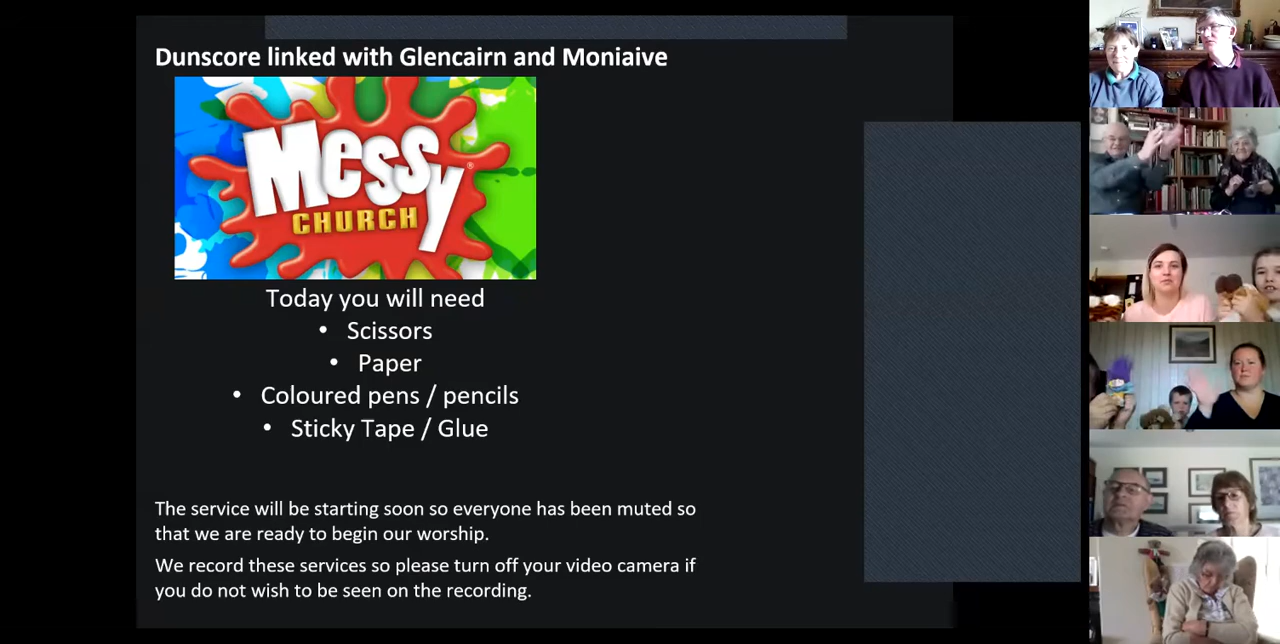 Dunscore linked with Glencairn and Moniaive
Messy®
CHURCH
Today you will need
• Scissors
• Paper
• Coloured pens / pencils
• Sticky Tape / Glue
The service will be starting soon so everyone has been muted so
that we are ready to begin our worship.
We record these services so please turn off your video camera if
you do not wish to be seen on the recording.